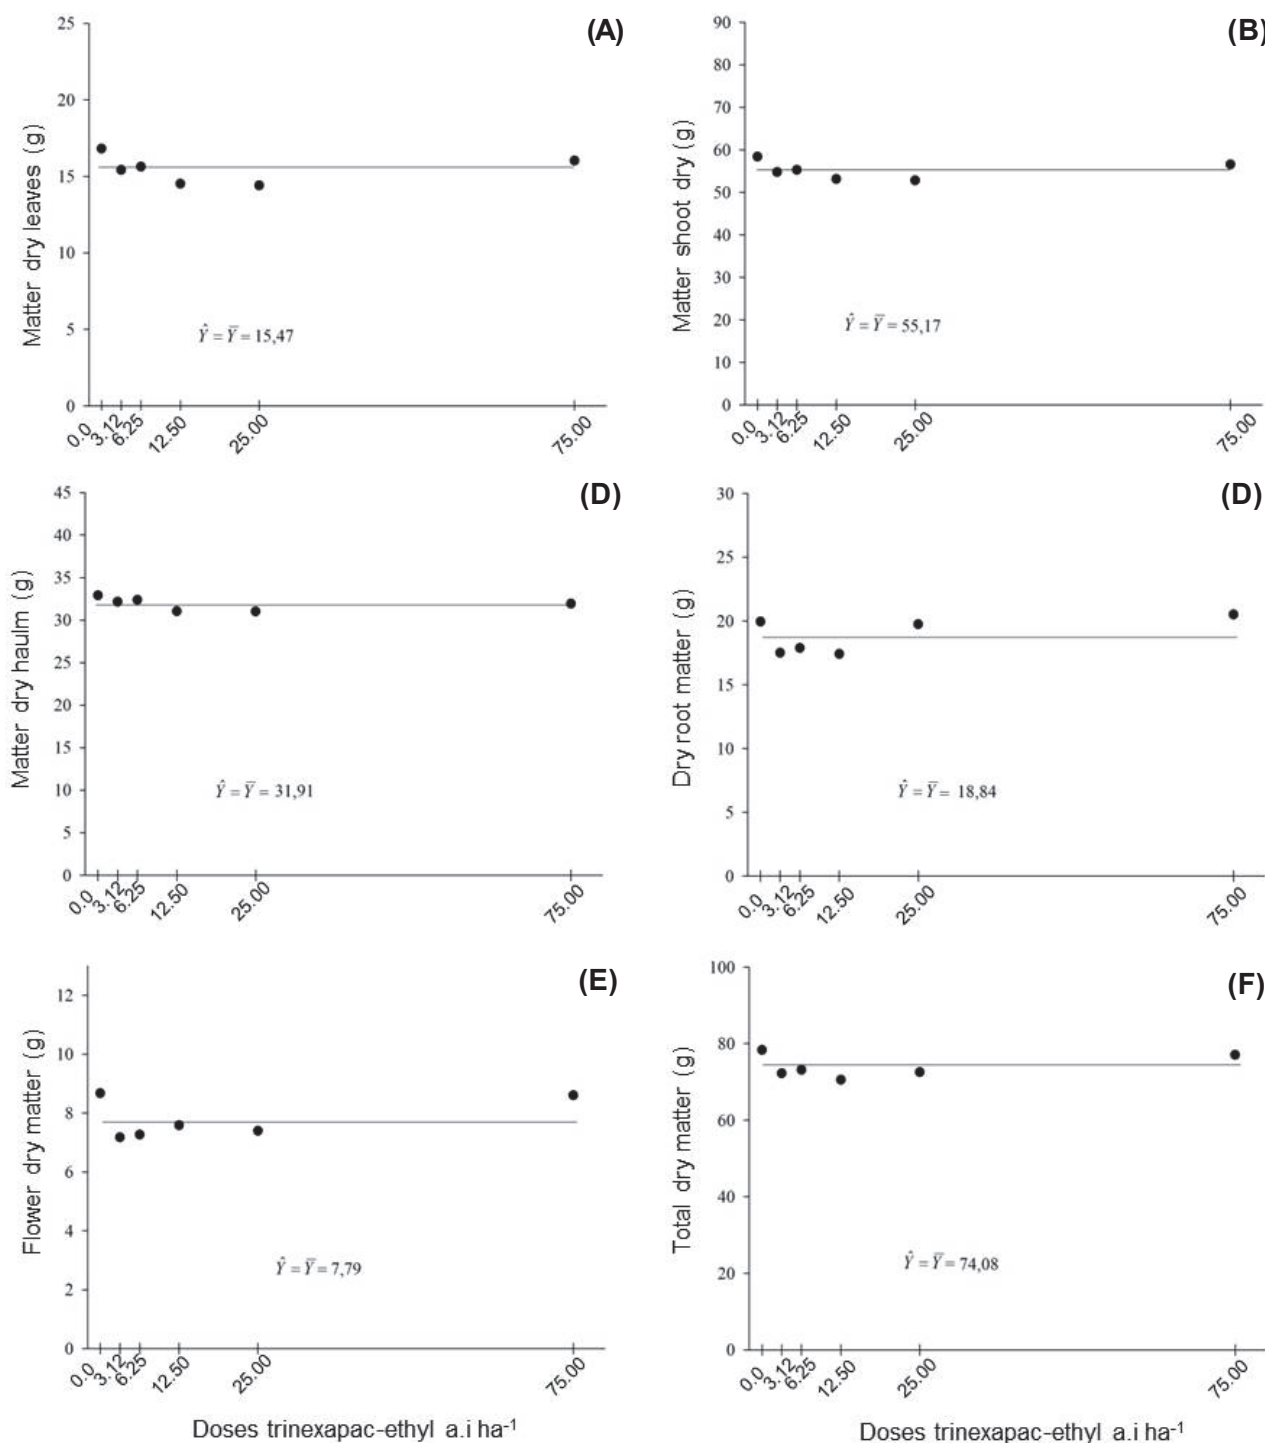 (A)
Matter dry leaves (g)
25
20
15
10
5
0
Ŷ = Ȳ = 15,47
0.0 3.12 6.25 12.50 25.00 75.00
(B)
Matter shoot dry (g)
90
80
70
60
50
40
30
20
10
0
Ŷ = Ȳ = 55,17
0.0 3.12 6.25 12.50 25.00 75.00
(D)
Matter dry haulm (g)
45
40
35
30
25
20
15
10
5
0
Ŷ = Ȳ = 31,91
0.0 3.12 6.25 12.50 25.00 75.00
(D)
Dry root matter (g)
30
25
20
15
10
5
0
Ŷ = Ȳ = 18,84
0.0 3.12 6.25 12.50 25.00 75.00
(E)
Flower dry matter (g)
12
10
8
6
4
2
0
Ŷ = Ȳ = 7,79
0.0 3.12 6.25 12.50 25.00 75.00
Doses trinexapac-ethyl a.i ha⁻¹
(F)
Total dry matter (g)
100
80
60
40
20
0
Ŷ = Ȳ = 74,08
0.0 3.12 6.25 12.50 25.00 75.00
Doses trinexapac-ethyl a.i ha⁻¹